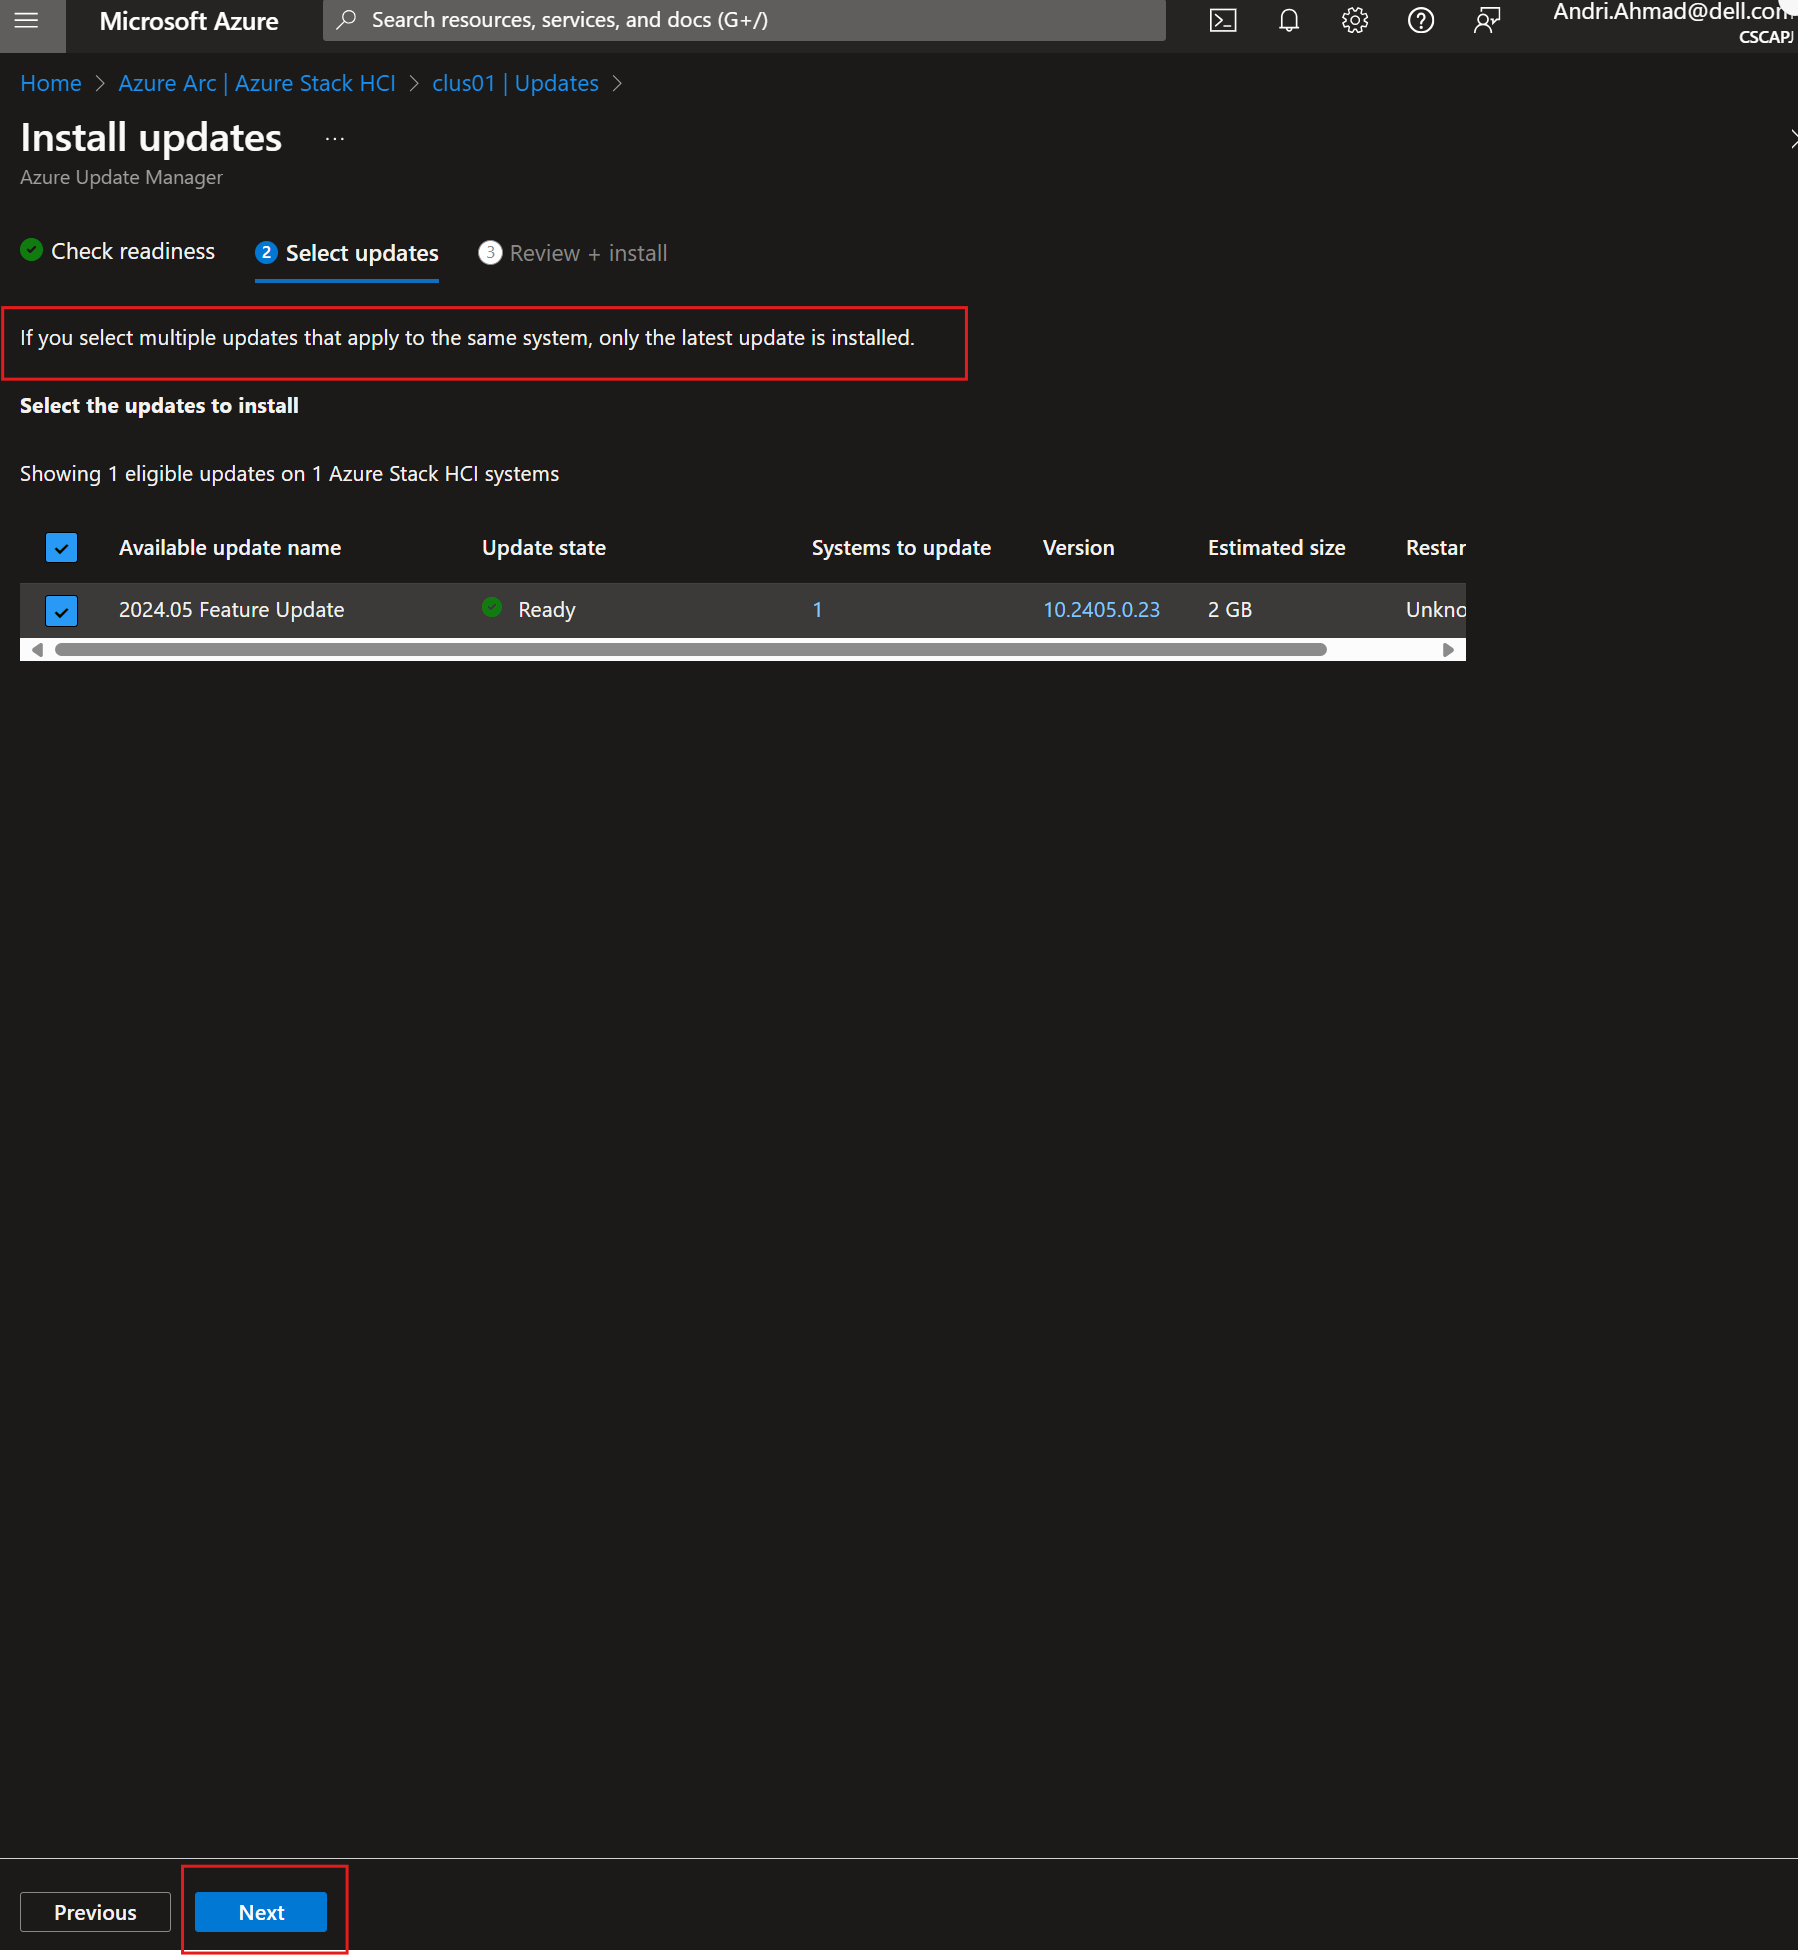 Microsoft Azure
Search resources, services, and docs (G+/)
Andri.Ahmad@dell.com
CSCAPJ
Home > Azure Arc | Azure Stack HCI > clus01 | Updates >
Install updates ...
Azure Update Manager
Check readiness 2 Select updates 3 Review + install
If you select multiple updates that apply to the same system, only the latest update is installed.
Select the updates to install
Showing 1 eligible updates on 1 Azure Stack HCI systems
Available update name Update state Systems to update Version Estimated size Restar
2024.05 Feature Update Ready 1 10.2405.0.23 2 GB Unkno
Previous Next